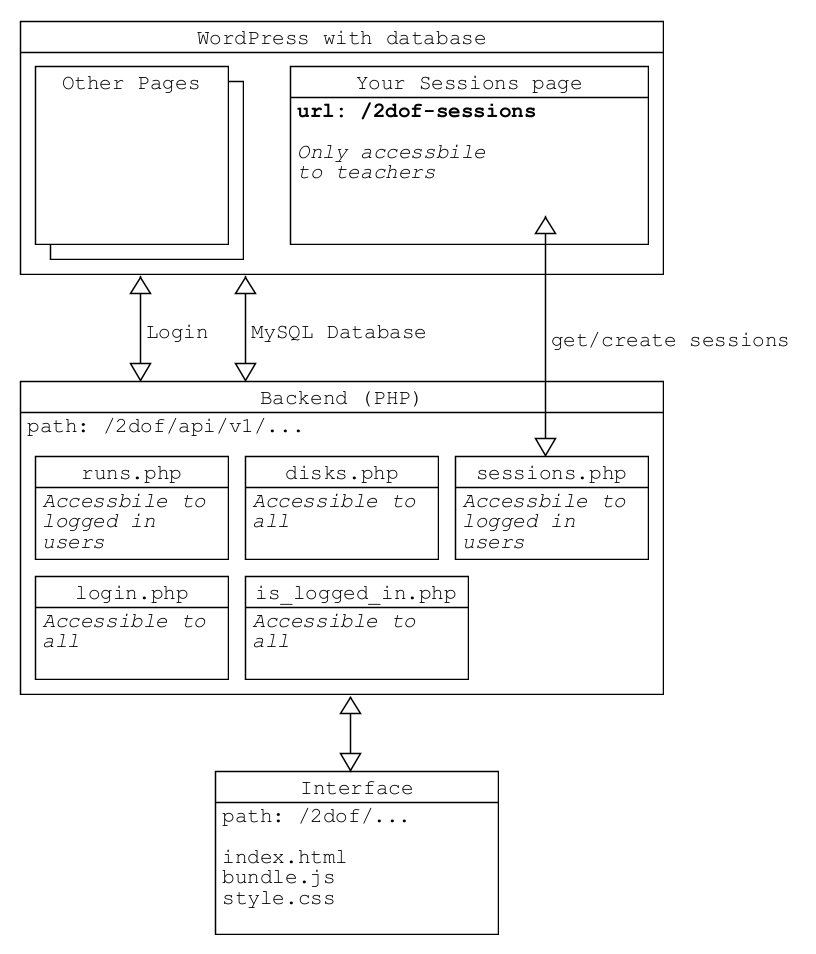 WordPress with database
Other Pages
Your Sessions page
url: /2dof-sessions
Only accessbile
to teachers
Login
MySQL Database
get/create sessions
Backend (PHP)
path: /2dof/api/v1/...
runs.php
Accessbile to
logged in
users
disks.php
Accessible to
all
sessions.php
Accessbile to
logged in
users
login.php
Accessible to
all
is_logged_in.php
Accessible to
all
Interface
path: /2dof/...
index.html
bundle.js
style.css